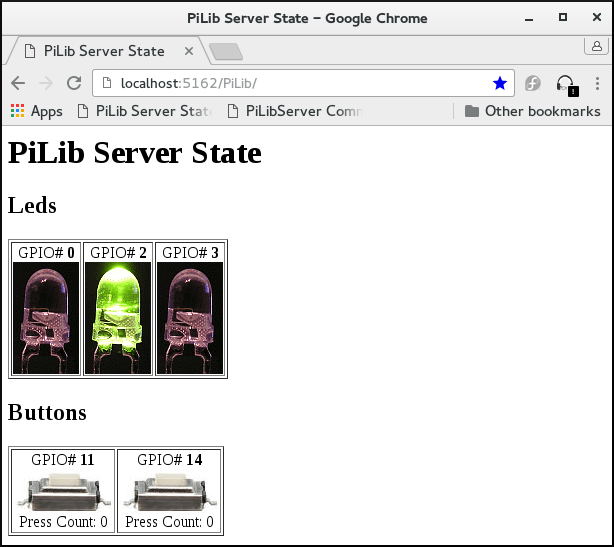 PiLib Server State - Google Chrome
PiLib Server State
localhost:5162/PiLib/
Apps PiLib Server State PiLibServer Com Other bookmarks
PiLib Server State
Leds
GPIO# 0 GPIO# 2 GPIO# 3
Buttons
GPIO# 11 GPIO# 14
Press Count: 0 Press Count: 0